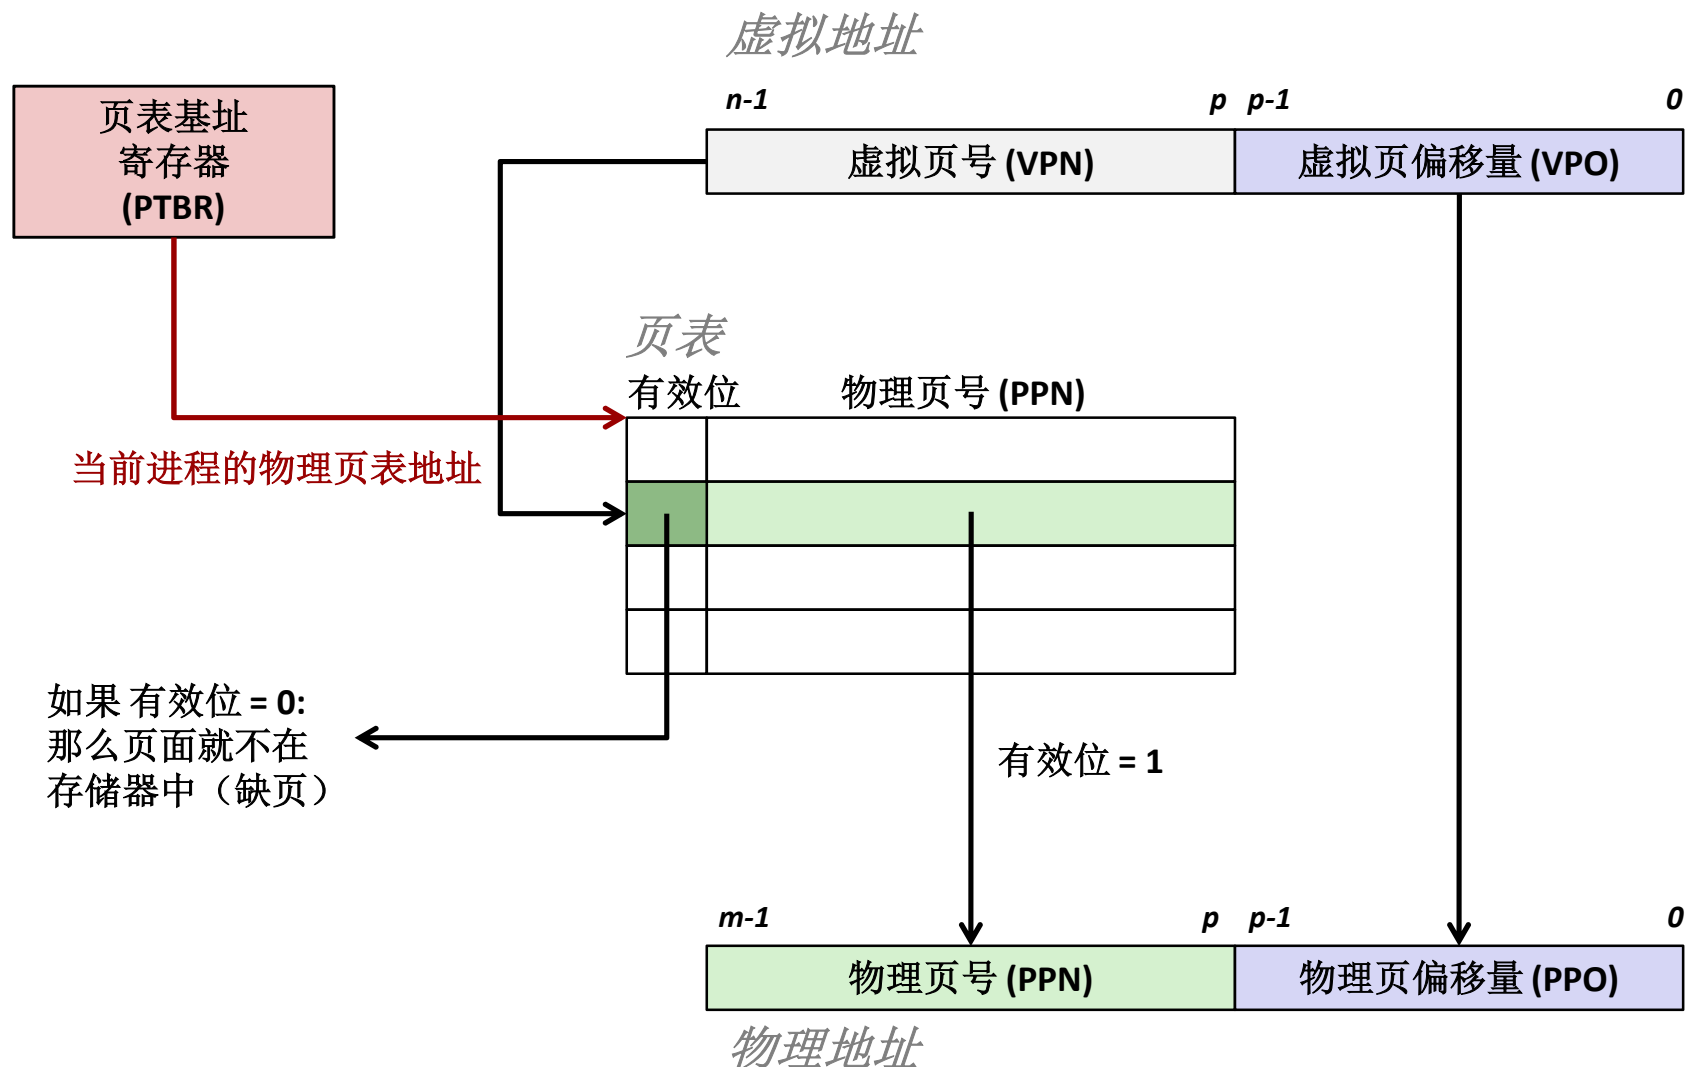 虚拟地址
页表基址
寄存器
(PTBR)
n-1 p p-1 0
虚拟页号 (VPN) 虚拟页偏移量 (VPO)
页表
有效位 物理页号 (PPN)
当前进程的物理页表地址
如果 有效位 = 0:
那么页面就不在
存储器中（缺页）
有效位 = 1
m-1 p p-1 0
物理页号 (PPN) 物理页偏移量 (PPO)
物理地址